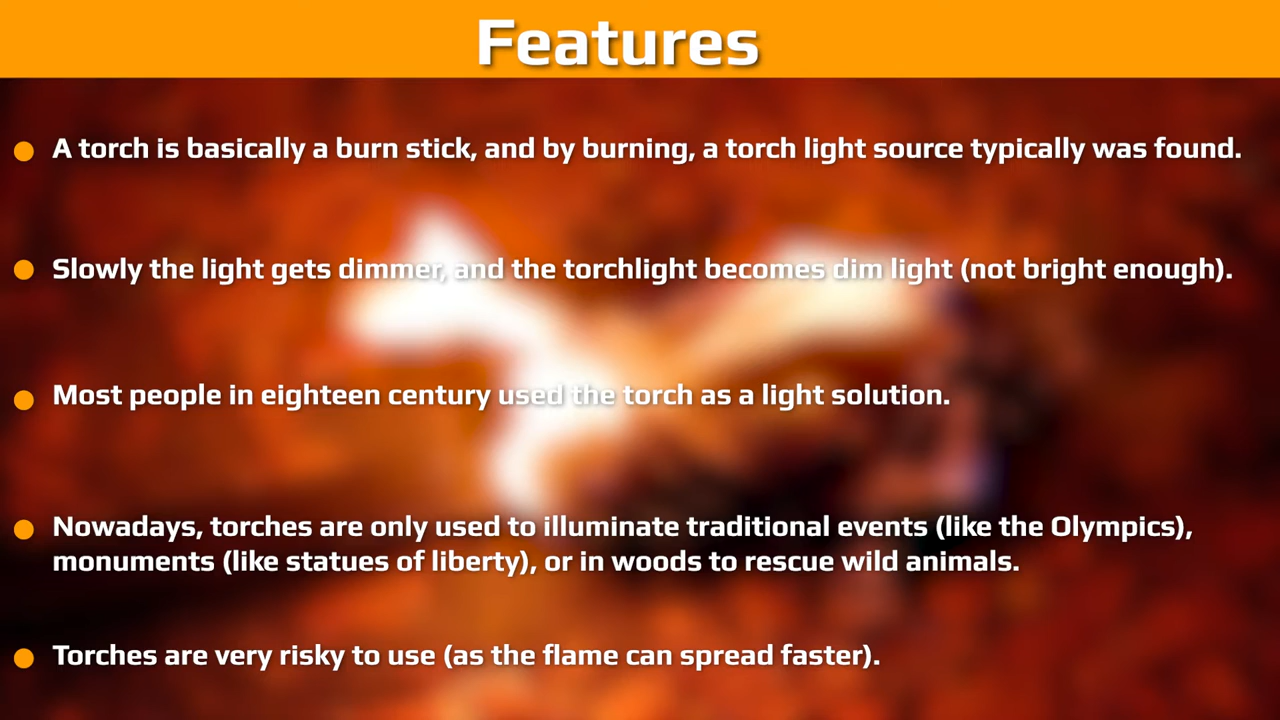 Features
A torch is basically a burn stick, and by burning, a torch light source typically was found.
Slowly the light gets dimmer, and the torchlight becomes dim light (not bright enough).
Most people in eighteen century used the torch as a light solution.
Nowadays, torches are only used to illuminate traditional events (like the Olympics),
monuments (like statues of liberty), or in woods to rescue wild animals.
Torches are very risky to use (as the flame can spread faster).